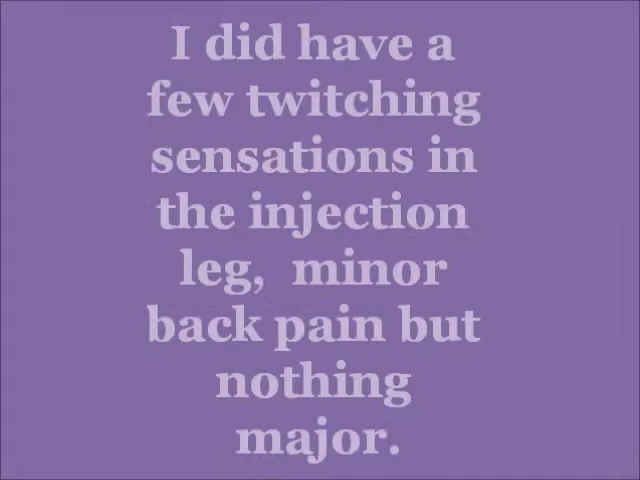 I did have a
few twitching
sensations in
the injection
leg,  minor
back pain but
nothing
major.